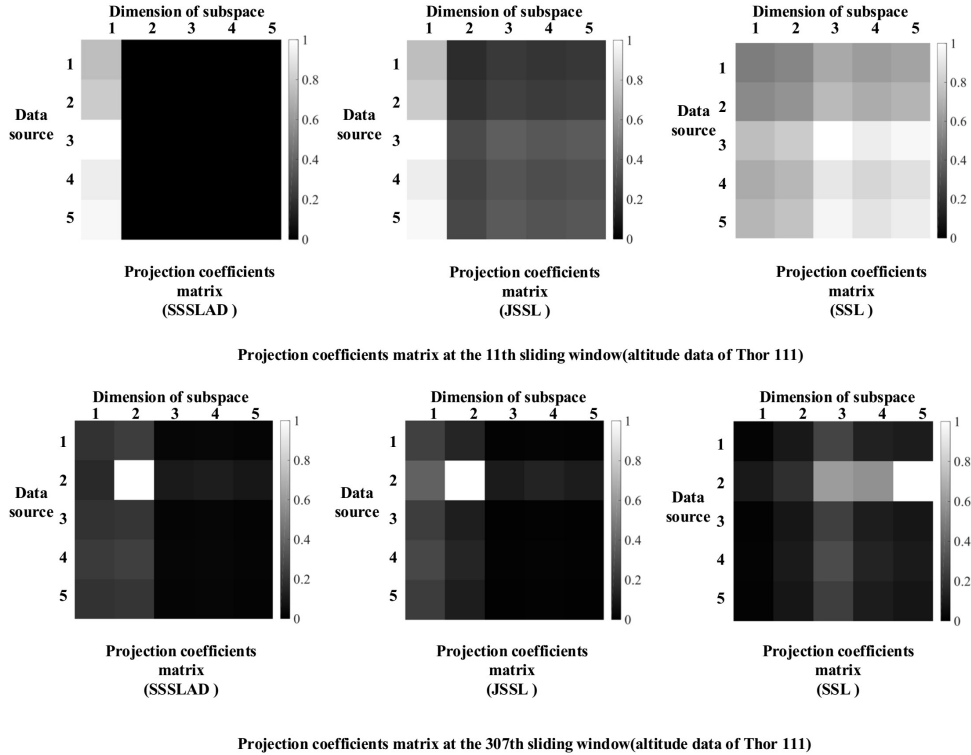 Dimension of subspace
1 2 3 4 5
1
2
3
4
5
Data
source
1
0.8
0.6
0.4
0.2
0
Projection coefficients
matrix
(SSSLAD )
Dimension of subspace
1 2 3 4 5
1
2
3
4
5
Data
source
1
0.8
0.6
0.4
0.2
0
Projection coefficients
matrix
(JSSL )
Dimension of subspace
1 2 3 4 5
1
2
3
4
5
Data
source
1
0.8
0.6
0.4
0.2
0
Projection coefficients
matrix
(SSL )
Projection coefficients matrix at the 11th sliding window(altitude data of Thor 111)
Dimension of subspace
1 2 3 4 5
1
2
3
4
5
Data
source
1
0.8
0.6
0.4
0.2
0
Projection coefficients
matrix
(SSSLAD )
Dimension of subspace
1 2 3 4 5
1
2
3
4
5
Data
source
1
0.8
0.6
0.4
0.2
0
Projection coefficients
matrix
(JSSL )
Dimension of subspace
1 2 3 4 5
1
2
3
4
5
Data
source
1
0.8
0.6
0.4
0.2
0
Projection coefficients
matrix
(SSL )
Projection coefficients matrix at the 307th sliding window(altitude data of Thor 111)